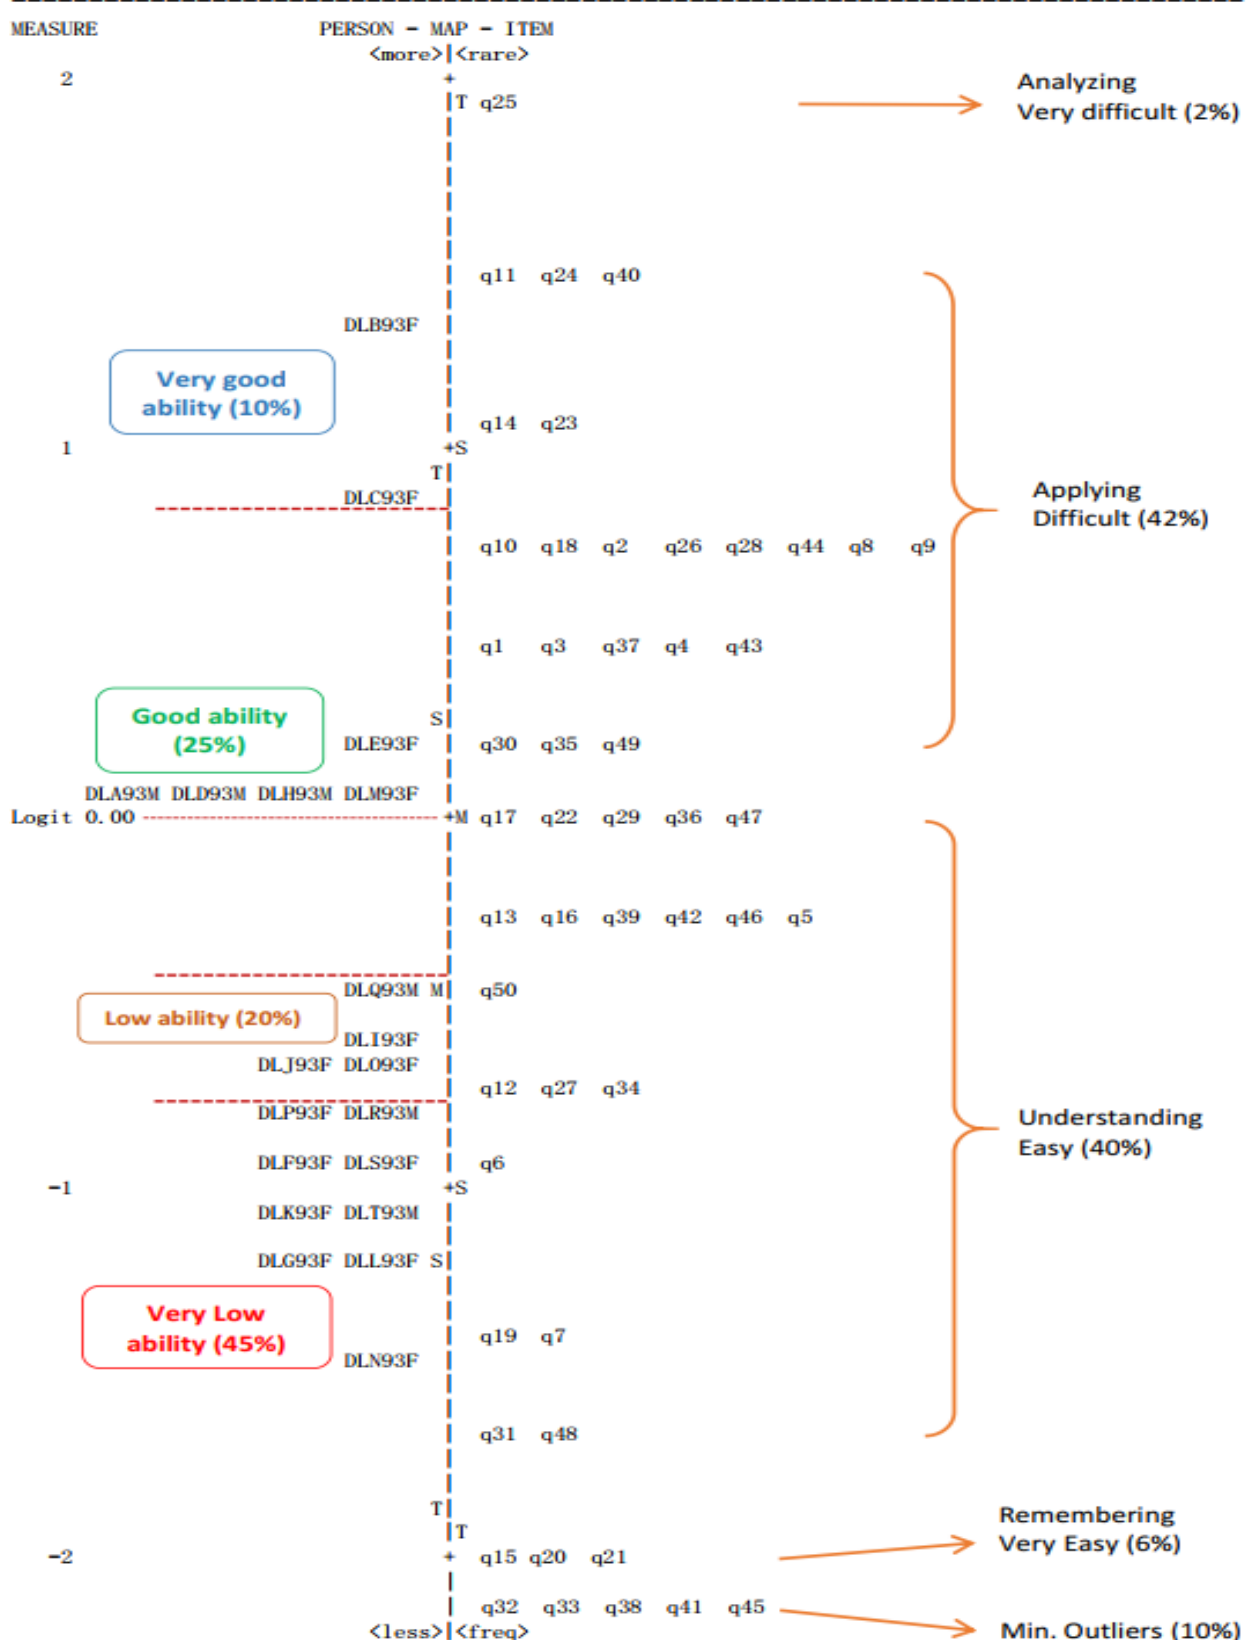 MEASURE PERSON - MAP - ITEM
<more>|<rare>
2 +
|T q25
Analyzing
Very difficult (2%)
q11 q24 q40
DLB93F
Very good
ability (10%)
q14 q23
1 +S
T|
DLC93F
Applying
Difficult (42%)
q10 q18 q2 q26 q28 q44 q8 q9
q1 q3 q37 q4 q43
Good ability
(25%)
S|
DLE93F q30 q35 q49
DLA93M DLD93M DLH93M DLM93F
Logit 0.00 +M q17 q22 q29 q36 q47
q13 q16 q39 q42 q46 q5
DLQ93M M| q50
Low ability (20%)
DLI93F
DLJ93F DLO93F
q12 q27 q34
DLP93F DLR93M
Understanding
Easy (40%)
DLF93F DLS93F q6
-1 +S
DLK93F DLT93M
DLG93F DLL93F S|
Very Low
ability (45%)
q19 q7
DLN93F
q31 q48
T|
|T
Remembering
Very Easy (6%)
-2 + q15 q20 q21
q32 q33 q38 q41 q45
<less>|<freq>
Min. Outliers (10%)